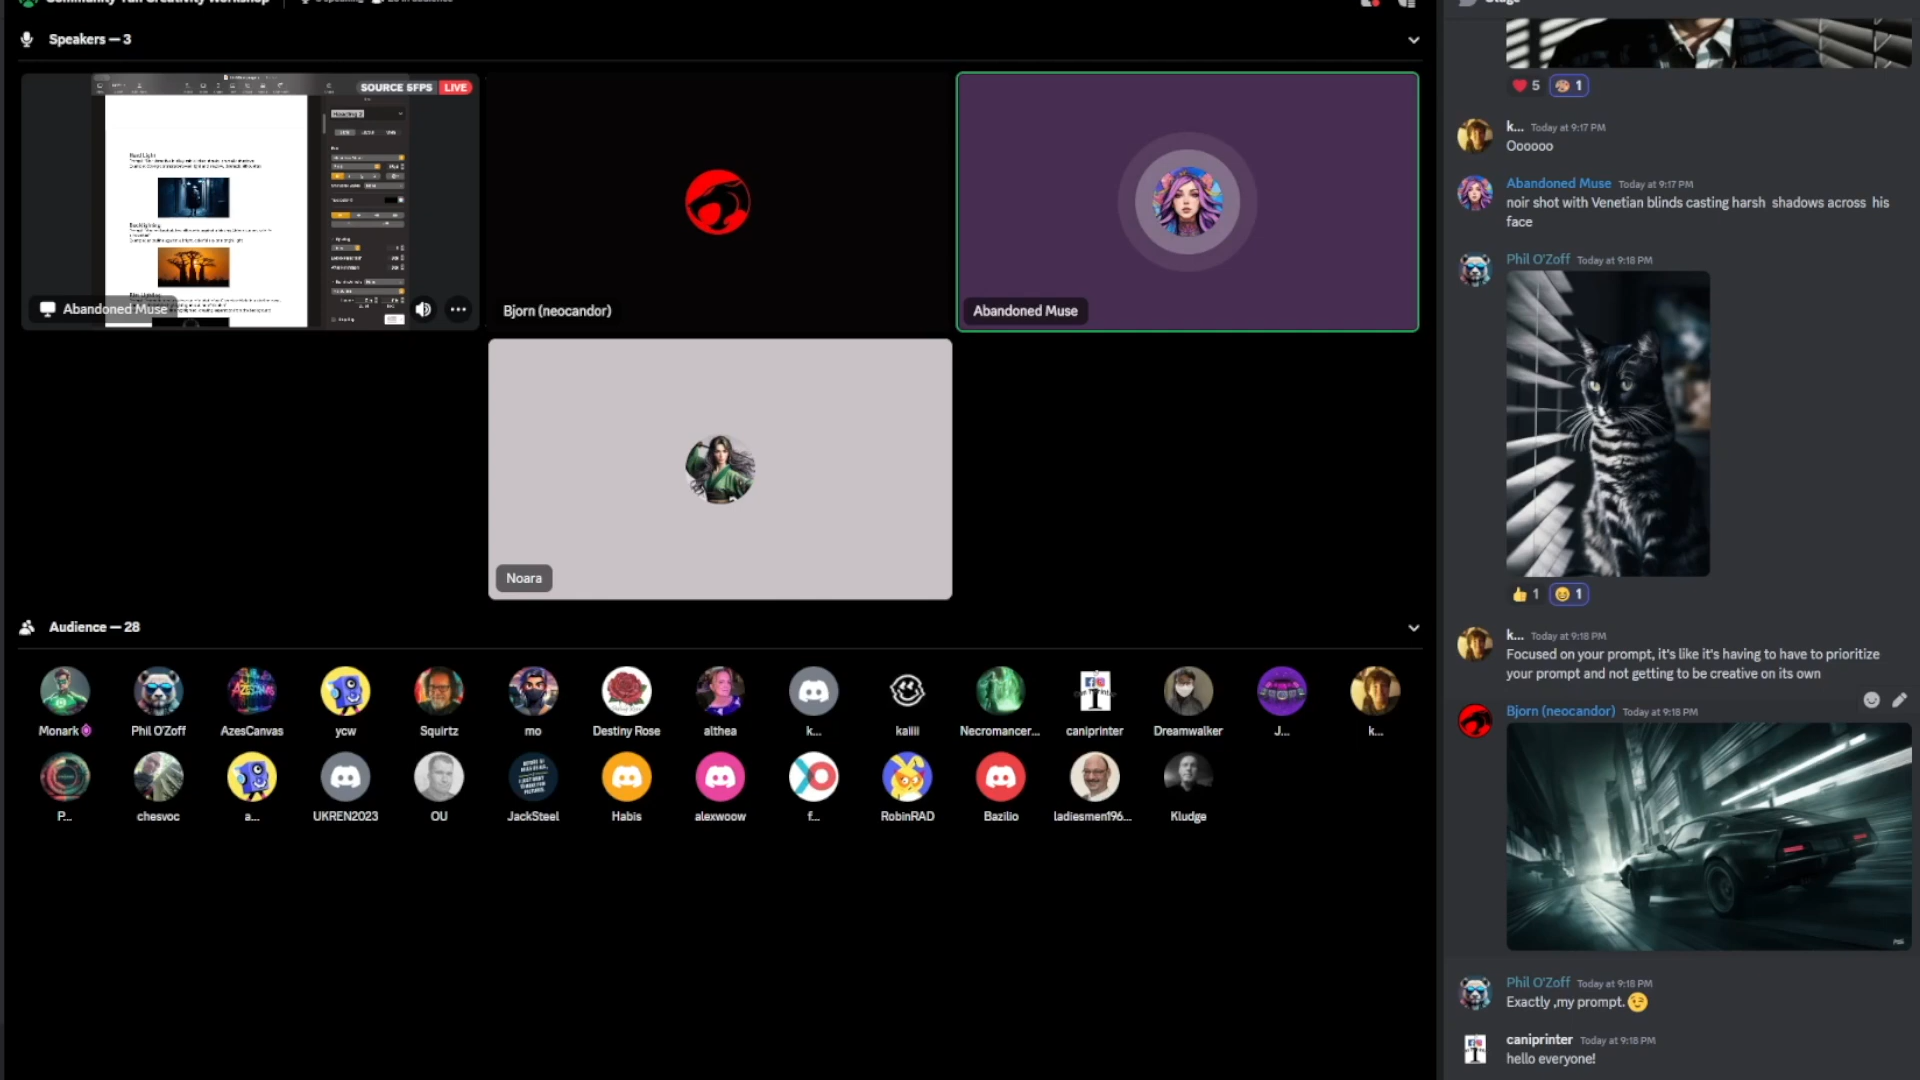 Speakers — 3
SOURCE 5FPS
LIVE
Hard Light
Backlighting
Abandoned Muse
Bjorn (neocandor)
Abandoned Muse
Noara
Audience — 28
Monark
Phil O'Zoff
AzesCanvas
ycw
Squirtz
mo
Destiny Rose
althea
k...
kaiiii
Necromancer...
caniprinter
Dreamwalker
J...
k...
P...
chesvoc
a...
UKREN2023
OU
JackSteel
Habis
alexwoow
f...
RobinRAD
Bazilio
ladiesmen196...
Kludge
5
1
k... Today at 9:17 PM
Oooooo
Abandoned Muse Today at 9:17 PM
noir shot with Venetian blinds casting harsh shadows across his
face
Phil O'Zoff Today at 9:18 PM
1
1
k... Today at 9:18 PM
Focused on your prompt, it's like it's having to have to prioritize
your prompt and not getting to be creative on its own
Bjorn (neocandor) Today at 9:18 PM
Phil O'Zoff Today at 9:18 PM
Exactly ,my prompt.
caniprinter Today at 9:18 PM
hello everyone!